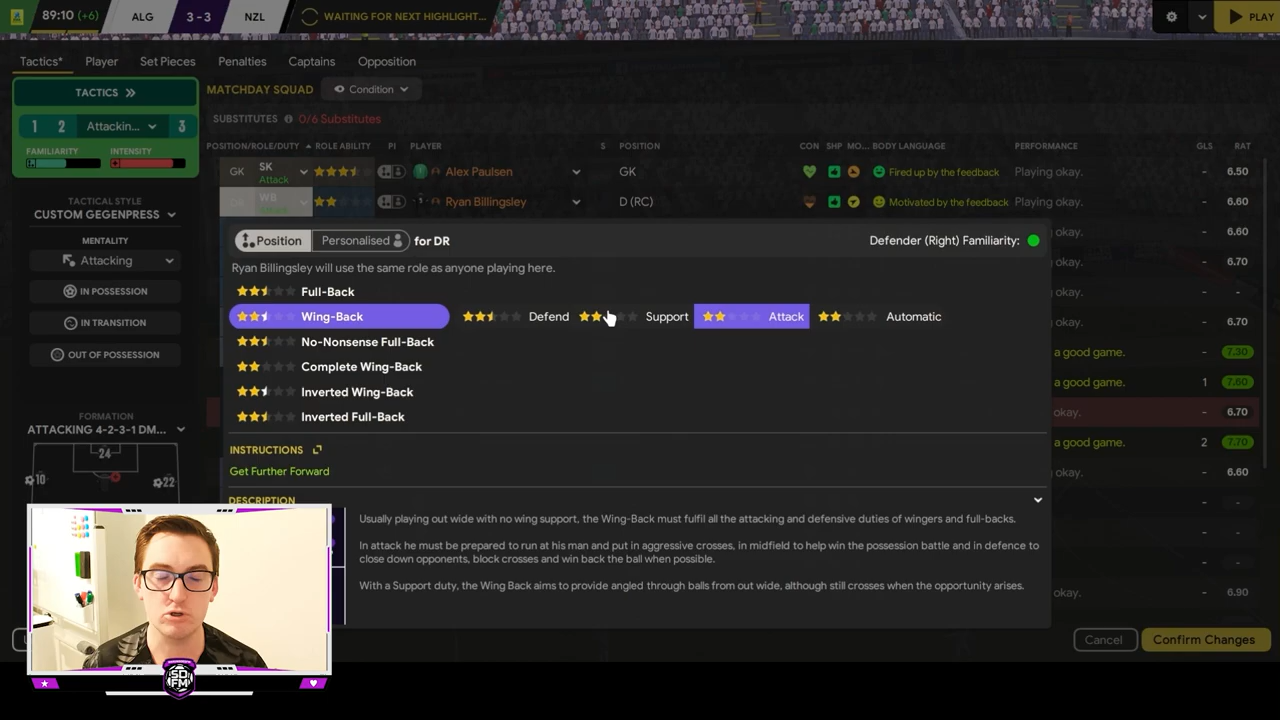 89:10 (+6) ALG 3 - 3 NZL WAITING FOR NEXT HIGHLIGHT... PLAY
Tactics* Player Set Pieces Penalties Captains Opposition
TACTICS
1 2 Attackin... 3
FAMILIARITY INTENSITY
TACTICAL STYLE
CUSTOM GEGENPRESS
MENTALITY
Attacking
IN POSSESSION
IN TRANSITION
OUT OF POSSESSION
FORMATION
ATTACKING 4-2-3-1 DM...
24
10 22
MATCHDAY SQUAD Condition
SUBSTITUTES 0/6 Substitutes
POSITION/ROLE/DUTY ROLE ABILITY PI PLAYER S POSITION CON SHP MO... BODY LANGUAGE PERFORMANCE GLS RAT
GK SK Attack Alex Paulsen GK Fired up by the feedback Playing okay. - 6.50
DR WB Ryan Billingsley D (RC) Motivated by the feedback Playing okay. - 6.60
Position Personalised for DR Defender (Right) Familiarity:
Ryan Billingsley will use the same role as anyone playing here.
Full-Back
Wing-Back Defend Support Attack Automatic
No-Nonsense Full-Back
Complete Wing-Back
Inverted Wing-Back
Inverted Full-Back
INSTRUCTIONS
Get Further Forward
DESCRIPTION
Usually playing out wide with no wing support, the Wing-Back must fulfil all the attacking and defensive duties of wingers and full-backs.
In attack he must be prepared to run at his man and put in aggressive crosses, in midfield to help win the possession battle and in defence to
close down opponents, block crosses and win back the ball when possible.
With a Support duty, the Wing Back aims to provide angled through balls from out wide, although still crosses when the opportunity arises.
okay. - 6.60
okay. - 6.70
okay. - 6.70
a good game. - 7.30
a good game. 1 7.60
okay. - 6.70
a good game. 2 7.70
okay. - 6.60
okay. - 6.90
Cancel Confirm Changes
SD
FM